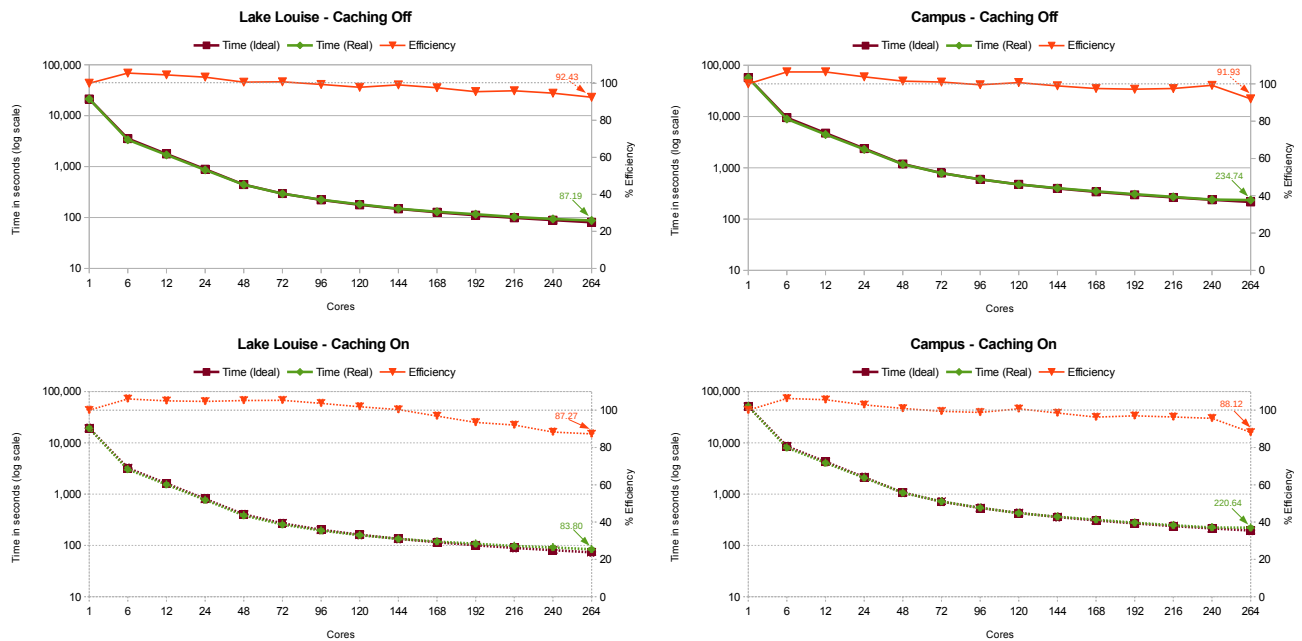 Lake Louise - Caching Off
Time (Ideal) Time (Real) Efficiency
100,000
10,000
1,000
100
10
Time in seconds (log scale)
92.43
87.19
100
80
60
40
20
0
% Efficiency
1 6 12 24 48 72 96 120 144 168 192 216 240 264
Cores
Campus - Caching Off
Time (Ideal) Time (Real) Efficiency
100,000
10,000
1,000
100
10
Time in seconds (log scale)
91.93
234.74
100
80
60
40
20
0
% Efficiency
1 6 12 24 48 72 96 120 144 168 192 216 240 264
Cores
Lake Louise - Caching On
Time (Ideal) Time (Real) Efficiency
100,000
10,000
1,000
100
10
Time in seconds (log scale)
87.27
83.80
100
80
60
40
20
0
% Efficiency
1 6 12 24 48 72 96 120 144 168 192 216 240 264
Cores
Campus - Caching On
Time (Ideal) Time (Real) Efficiency
100,000
10,000
1,000
100
10
Time in seconds (log scale)
88.12
220.64
100
80
60
40
20
0
% Efficiency
1 6 12 24 48 72 96 120 144 168 192 216 240 264
Cores